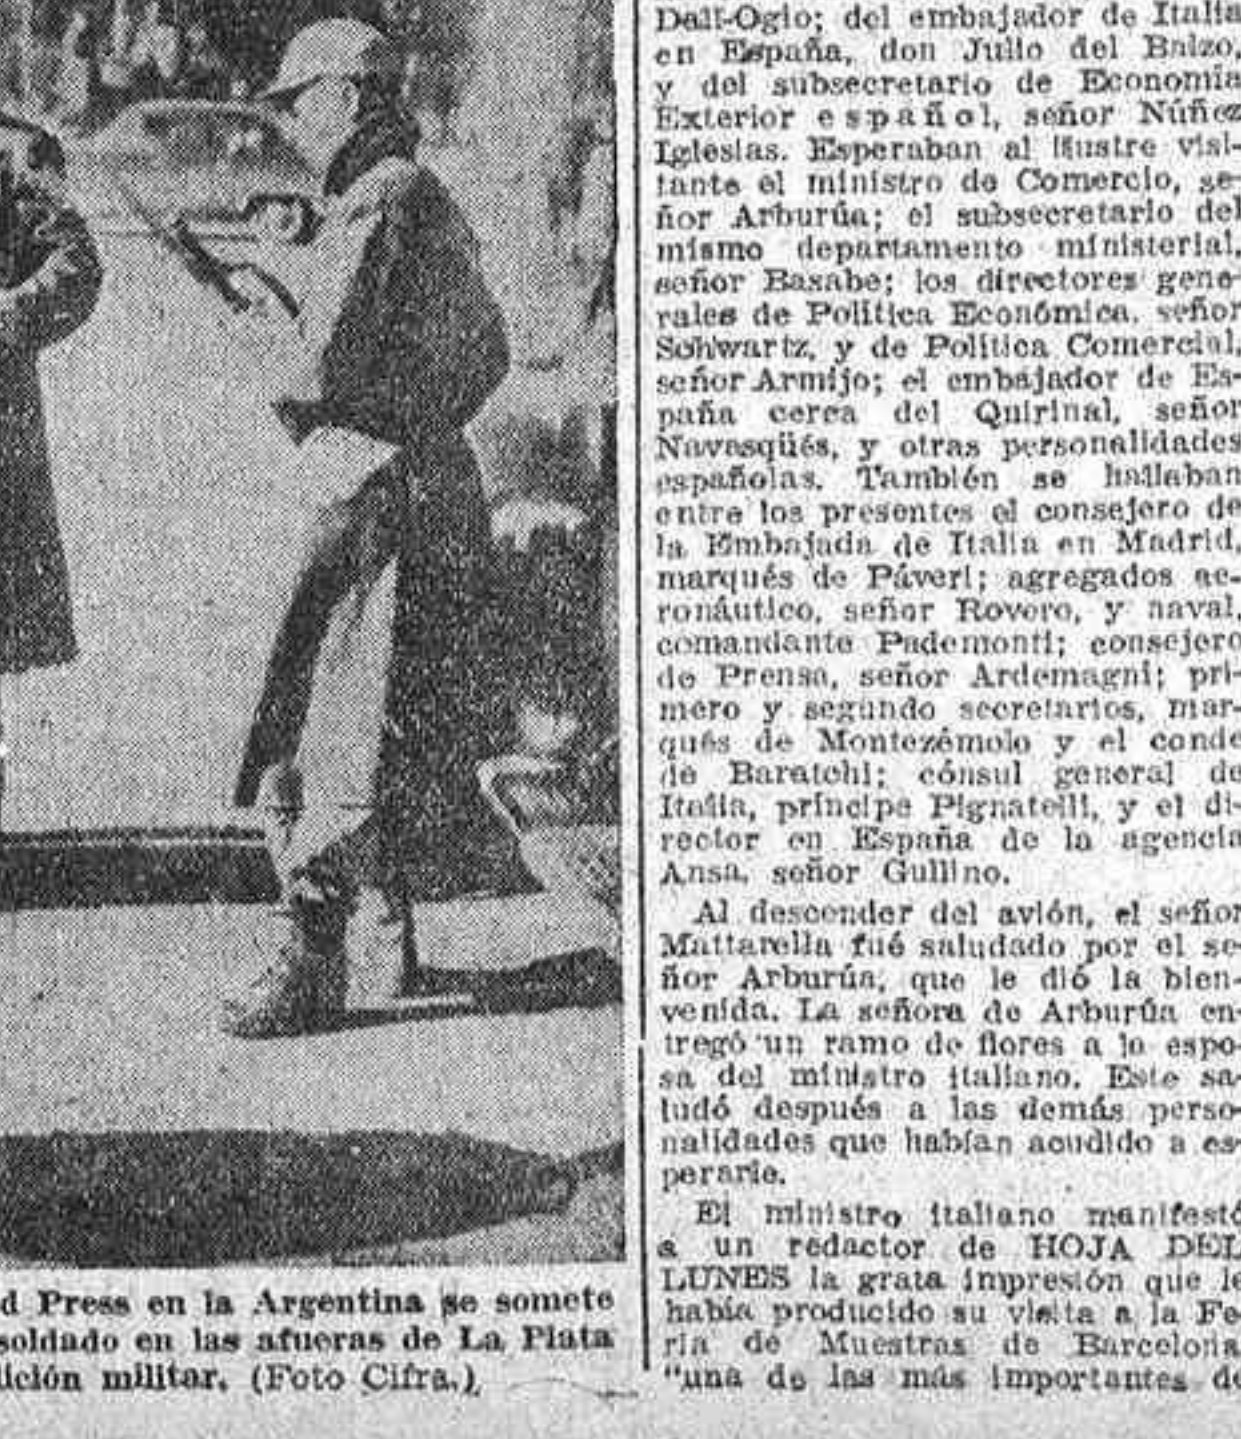 d Press en la Argentina se somete
soldado en las afueras de La Plata
lición militar. (Foto Cifra.)
Dall-Ogio; del embajador de Italia
en España, don Julio del Balzo,
y del subsecretario de Economía
Exterior español, señor Núñez
Iglesias. Esperaban al ilustre visi-
tante el ministro de Comercio, se-
ñor Arburúa; el subsecretario del
mismo departamento ministerial,
señor Basabe; los directores gene-
rales de Política Económica, señor
Schwartz, y de Política Comercial,
señor Armijo; el embajador de Es-
paña cerca del Quirinal, señor
Navasqüés, y otras personalidades
españolas. También se hallaban
entre los presentes el consejero de
la Embajada de Italia en Madrid,
marqués de Páveri; agregados ae-
ronáutico, señor Rovero, y naval,
comandante Pademonti; consejero
de Prensa, señor Ardemagni; pri-
mero y segundo secretarios, mar-
qués de Montezémolo y el conde
de Baratchi; cónsul general de
Italia, príncipe Pignatelli, y el di-
rector en España de la agencia
Ansa, señor Gullino.
Al descender del avión, el señor
Mattarella fué saludado por el se-
ñor Arburúa, que le dió la bien-
venida. La señora de Arburúa en-
tregó un ramo de flores a la espo-
sa del ministro italiano. Este sa-
ludó después a las demás perso-
nalidades que habían acudido a es-
perarle.
El ministro italiano manifestó
a un redactor de HOJA DEL
LUNES la grata impresión que le
había producido su visita a la Fe-
ria de Muestras de Barcelona,
"una de las más importantes de